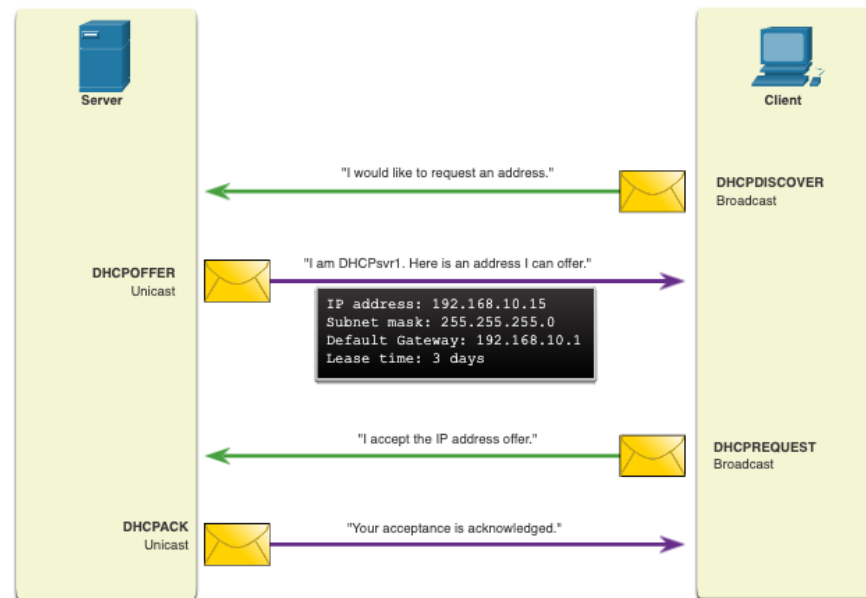 Server
Client
"I would like to request an address."
DHCPDISCOVER
Broadcast
"I am DHCPsvr1. Here is an address I can offer."
DHCPOFFER
Unicast
IP address: 192.168.10.15
Subnet mask: 255.255.255.0
Default Gateway: 192.168.10.1
Lease time: 3 days
"I accept the IP address offer."
DHCPREQUEST
Broadcast
DHCPACK
Unicast
"Your acceptance is acknowledged."